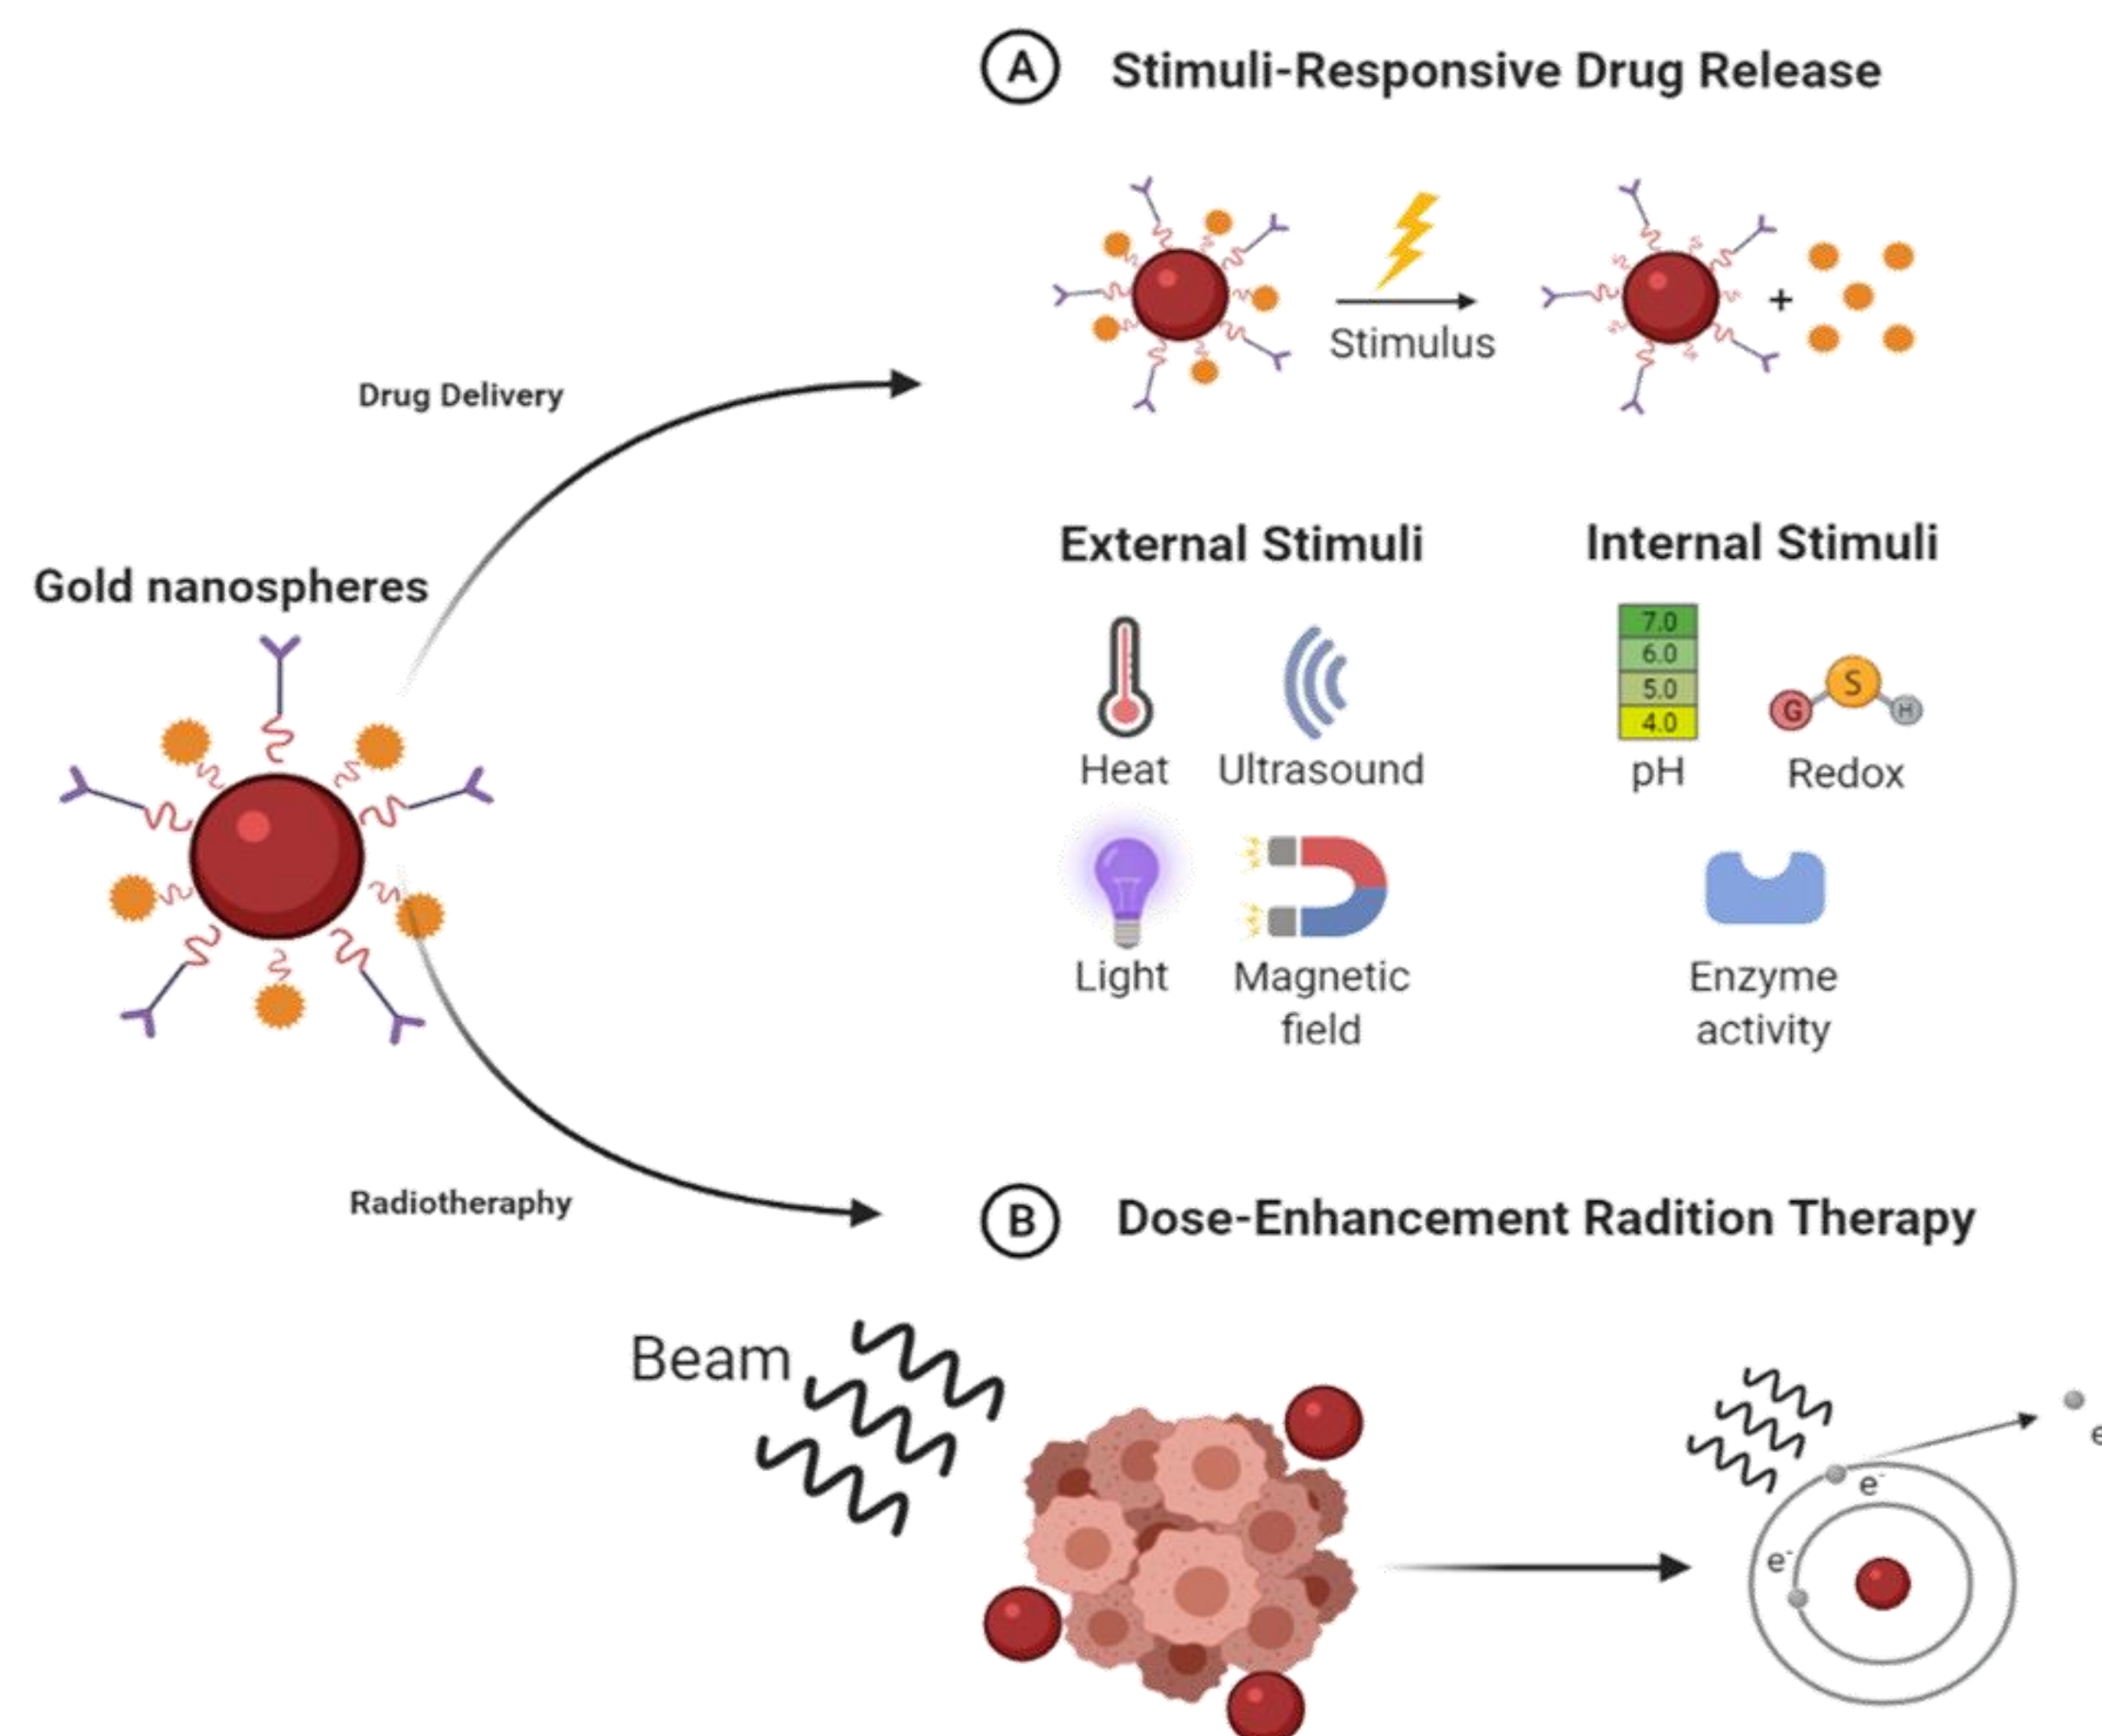 A Stimuli-Responsive Drug Release
Stimulus
+
Drug Delivery
Gold nanospheres
External Stimuli
Internal Stimuli
7.0
6.0
5.0
4.0
G S H
Heat
Ultrasound
pH
Redox
Light
Magnetic
field
Enzyme
activity
Radiotheraphy
B Dose-Enhancement Radition Therapy
Beam
e-
e-
e